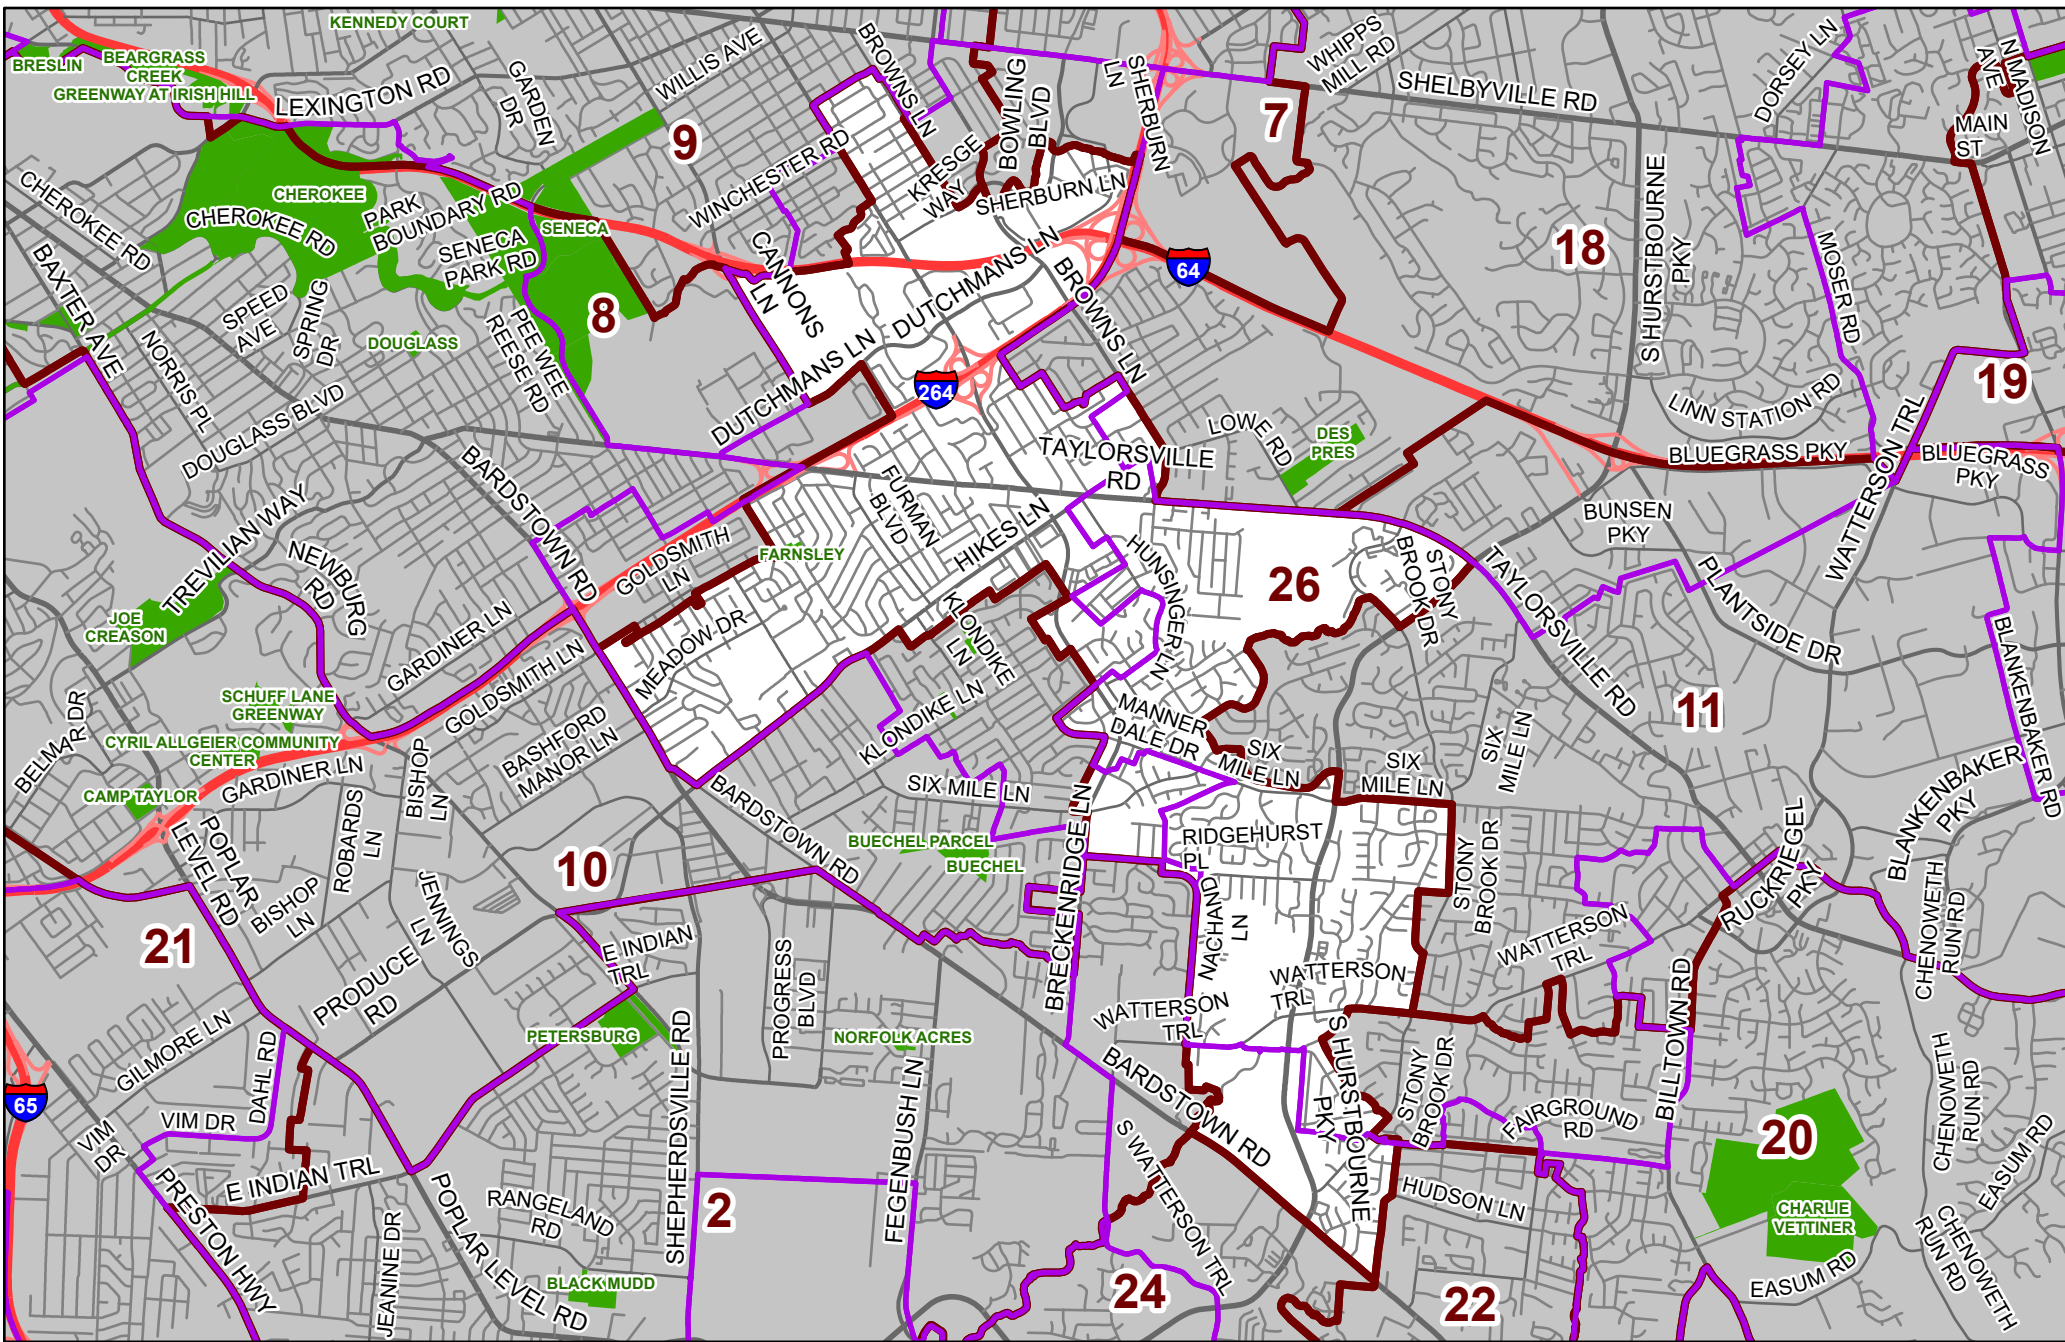 KENNEDY COURT
BRESLIN
BEARGRASS
CREEK
GREENWAY AT IRISH HILL
LEXINGTON RD
GARDEN
DR
WILLIS AVE
BROWNS LN
BOWLING
BLVD
SHERBURN
LN
WHIPPS
MILL RD
SHELBYVILLE RD
DORSEY LN
N MADISON
AVE
MAIN
ST
9
7
WINCHESTER RD
KRESGE
WAY
SHERBURN LN
CHEROKEE RD
CHEROKEE
CHEROKEE RD
PARK
BOUNDARY RD
SENECA
PARK RD
SENECA
BAXTER AVE
CANNONS
LN
DUTCHMANS LN
BROWNS LN
64
18
S HURSTBOURNE
PKY
MOSER RD
SPEED
AVE
SPRING
DR
DOUGLASS
PEE WEE
REESE RD
8
NORRIS PL
DOUGLASS BLVD
DUTCHMANS LN
264
LINN STATION RD
19
WATTERSON TRL
BLUEGRASS PKY
BLUEGRASS
PKY
BARDSTOWN RD
TAYLORSVILLE
RD
LOWE RD
DES
PRES
BUNSEN
PKY
TREVILIAN WAY
NEWBURG
RD
GOLDSMITH
LN
FARNSLEY
FURMAN
BLVD
HIKES LN
HUNSINGER LN
26
STONY
BROOK DR
TAYLORSVILLE RD
PLANTSIDE DR
BLANKENBAKER RD
JOE
CREASON
GARDINER LN
GOLDSMITH LN
MEADOW DR
KLONDIKE
LN
KLONDIKE LN
MANNER
DALE DR
SIX
MILE LN
SIX
MILE LN
SIX
MILE LN
11
BELMAR DR
SCHUFF LANE
GREENWAY
CYRIL ALLGEIER COMMUNITY
CENTER
GARDINER LN
CAMP TAYLOR
BISHOP
LN
BASHFORD
MANOR LN
BARDSTOWN RD
SIX MILE LN
BUECHEL PARCEL
BUECHEL
BRECKENRIDGE LN
RIDGEHURST
PL
STONY
BROOK DR
BLANKENBAKER
PKY
RUCKRIEGEL
PKY
POPLAR
LEVEL RD
ROBARDS
LN
BISHOP
LN
JENNINGS
LN
10
21
E INDIAN
TRL
PRODUCE
RD
PROGRESS
BLVD
NACHAND
LN
WATTERSON
TRL
WATTERSON
TRL
WATTERSON
TRL
BILLTOWN RD
CHENOWETH
RUN RD
PETERSBURG
NORFOLK ACRES
SHEPHERDSVILLE RD
FEGENBUSH LN
GILMORE LN
DAHL RD
65
VIM DR
VIM
DR
BARDSTOWN RD
S HURSTBOURNE
PKY
STONY
BROOK DR
FAIRGROUND
RD
CHENOWETH
RUN RD
20
EASUM RD
CHARLIE
VETTINER
EASUM RD
CHENOWETH
RUN RD
E INDIAN TRL
PRESTON HWY
JEANINE DR
POPLAR LEVEL RD
RANGELAND
RD
BLACK MUDD
2
S WATTERSON TRL
HUDSON LN
24
22